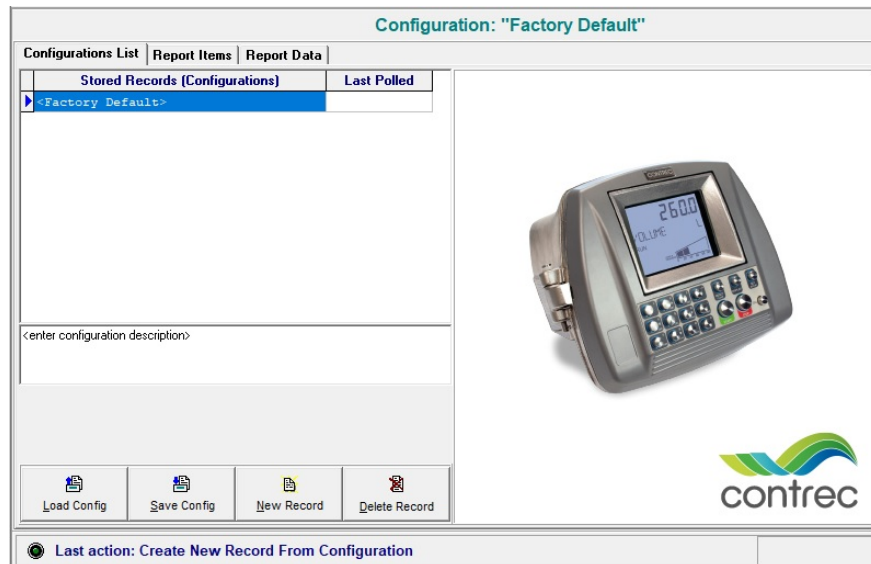 Configuration: "Factory Default"
Configurations List Report Items Report Data
Stored Records (Configurations) Last Polled
<Factory Default>
CONTREC
260.0
VOLUME L
RUN
<enter configuration description>
contrec
Load Config Save Config New Record Delete Record
Last action: Create New Record From Configuration